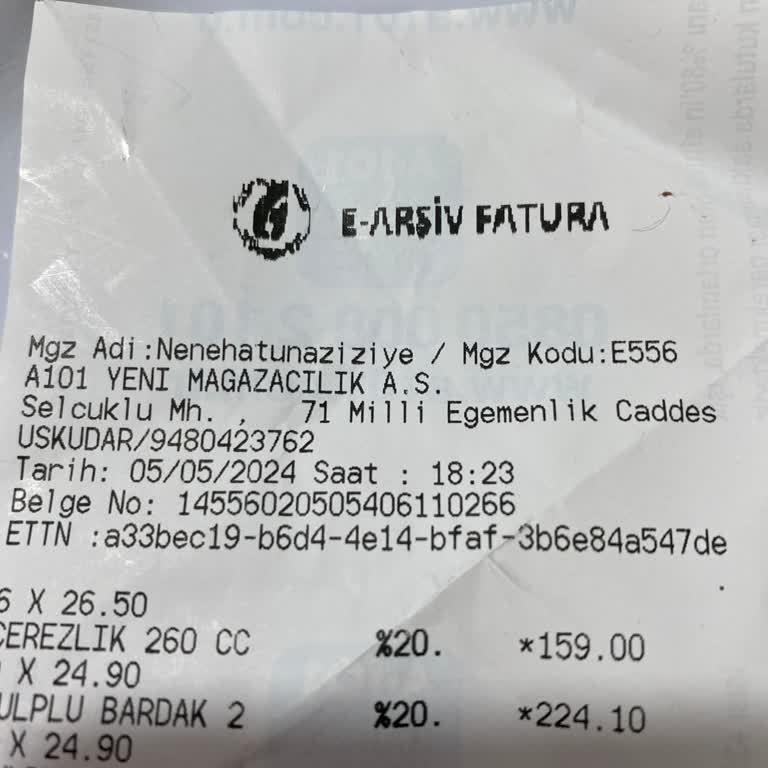 E-ARŞİV FATURA
Mgz Adi:Nenehatunaziziye / Mgz Kodu:E556
A101 YENI MAGAZACILIK A.S.
Selcuklu Mh. , 71 Milli Egemenlik Caddes
USKUDAR/9480423762
Tarih: 05/05/2024 Saat : 18:23
Belge No: 14556020505406110266
ETTN :a33bec19-b6d4-4e14-bfaf-3b6e84a547de
6 X 26.50
CEREZLIK 260 CC %20. *159.00
X 24.90
ULPLU BARDAK 2 %20. *224.10
X 24.90